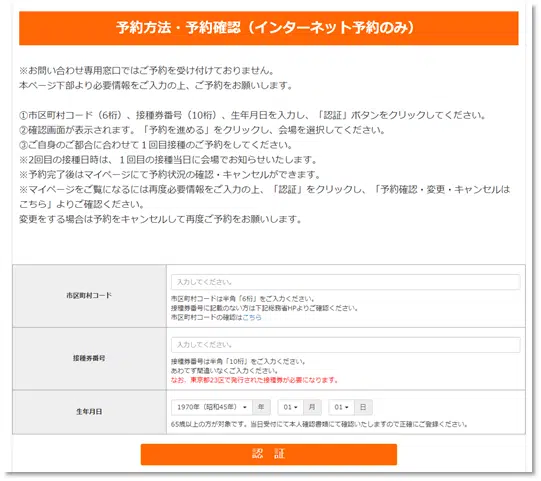 予約方法・予約確認（インターネット予約のみ）
※お問い合わせ専用窓口ではご予約を受け付けておりません。
本ページ下部より必要情報をご入力の上、ご予約をお願いします。
①市区町村コード（6桁）、接種券番号（10桁）、生年月日を入力し、「認証」ボタンをクリックしてください。
②確認画面が表示されます。「予約を進める」をクリックし、会場を選択してください。
③ご自身のご都合に合わせて１回目接種のご予約をしてください。
※2回目の接種日時は、１回目の接種当日に会場でお知らせいたします。
※予約完了後はマイページにて予約状況の確認・キャンセルができます。
※マイページをご覧になるには再度必要情報をご入力の上、「認証」をクリックし、「予約確認・変更・キャンセルは
こちら」よりご確認ください。
変更をする場合は予約をキャンセルして再度ご予約をお願いします。
市区町村コード
入力してください。
市区町村コードは半角「6桁」をご入力ください。
接種券番号に記載のない方は下記総務省HPよりご確認ください。
市区町村コードの確認はこちら
接種券番号
入力してください。
接種券番号は半角「10桁」をご入力ください。
あわてず間違いなくご入力ください。
なお、東京都23区で発行された接種券が必要になります。
生年月日
1970年（昭和45年） 年 01 月 01 日
65歳以上の方が対象です。当日受付にて本人確認書類にて確認いたしますので正確にご登録ください。
認 証